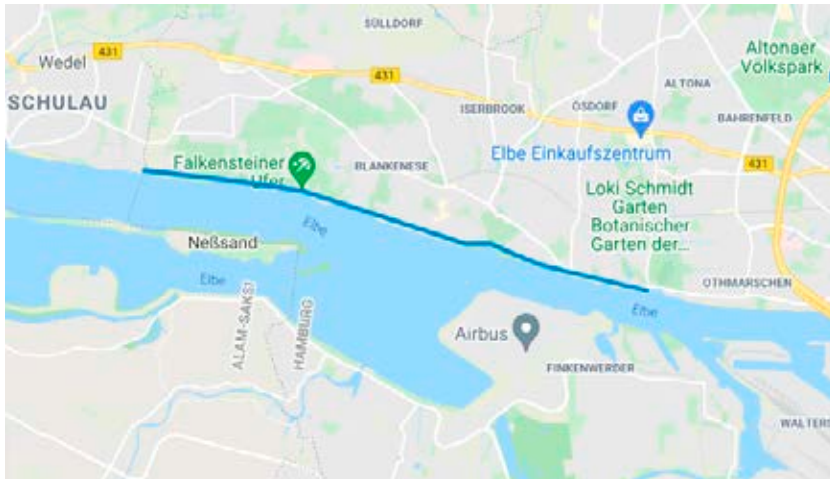 SÜLLDORF
431
Wedel
431
Altonaer
Volkspark
ALTONA
SCHULAU
ISERBROOK
OSDORF
BAHRENFELD
Elbe Einkaufszentrum
431
Falkensteiner
Ufer
BLANKENESE
Loki Schmidt
Garten
Botanischer
Garten der...
Elbe
Neßsand
Elbe
OTHMARSCHEN
Elbe
ALAM-SAKSI
HAMBURG
Airbus
FINKENWERDER
WALTERS